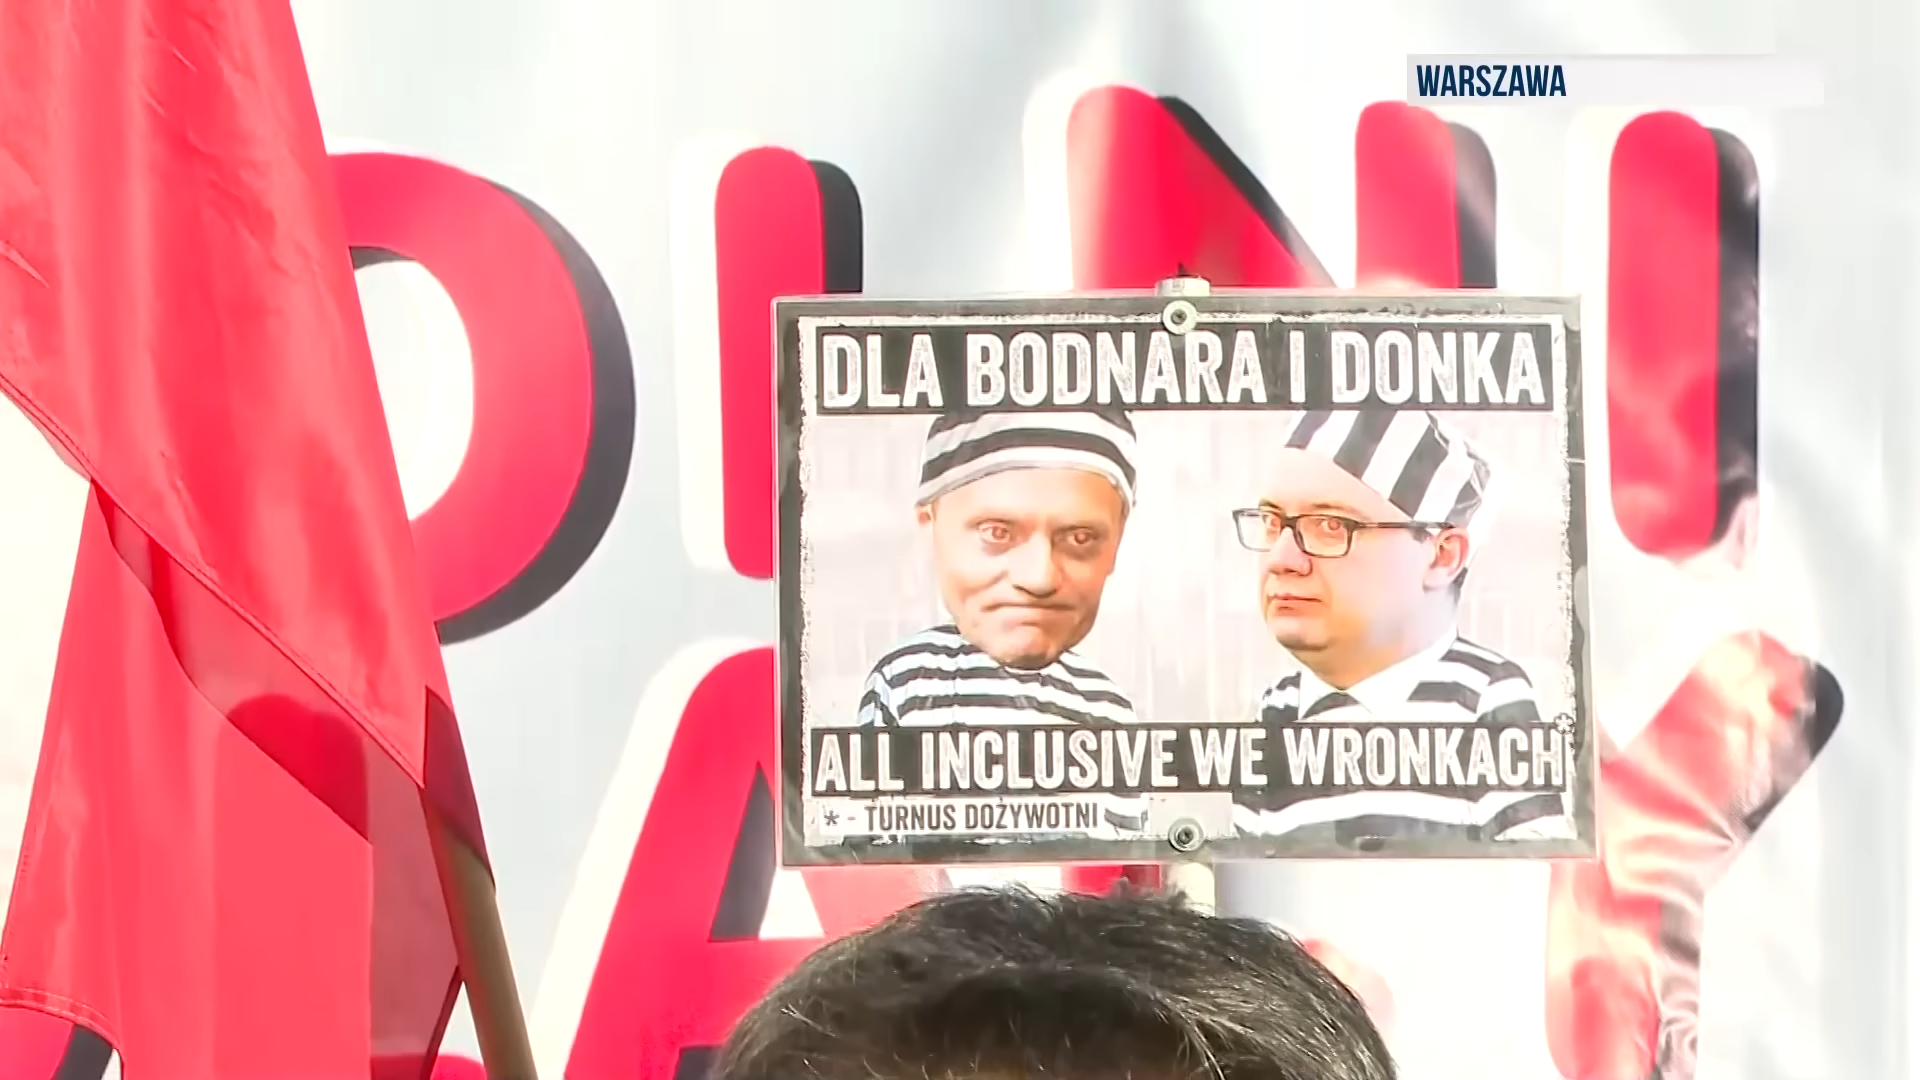 WARSZAWA
DLA BODNARA I DONKA
ALL INCLUSIVE WE WRONKACH*
* - TURNUS DOŻYWOTNI